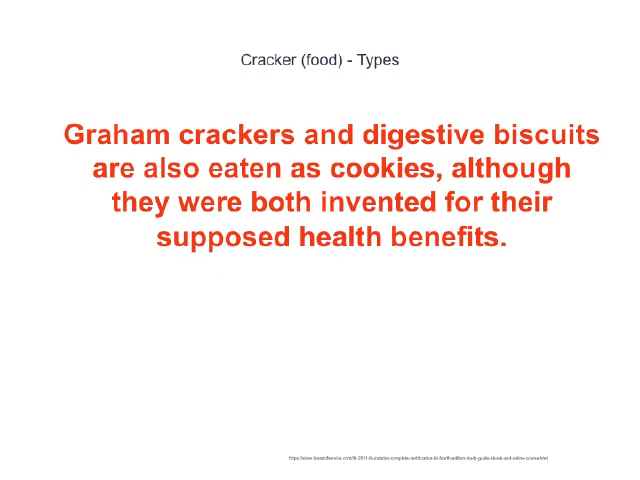 Cracker (food) - Types
Graham crackers and digestive biscuits
are also eaten as cookies, although
they were both invented for their
supposed health benefits.